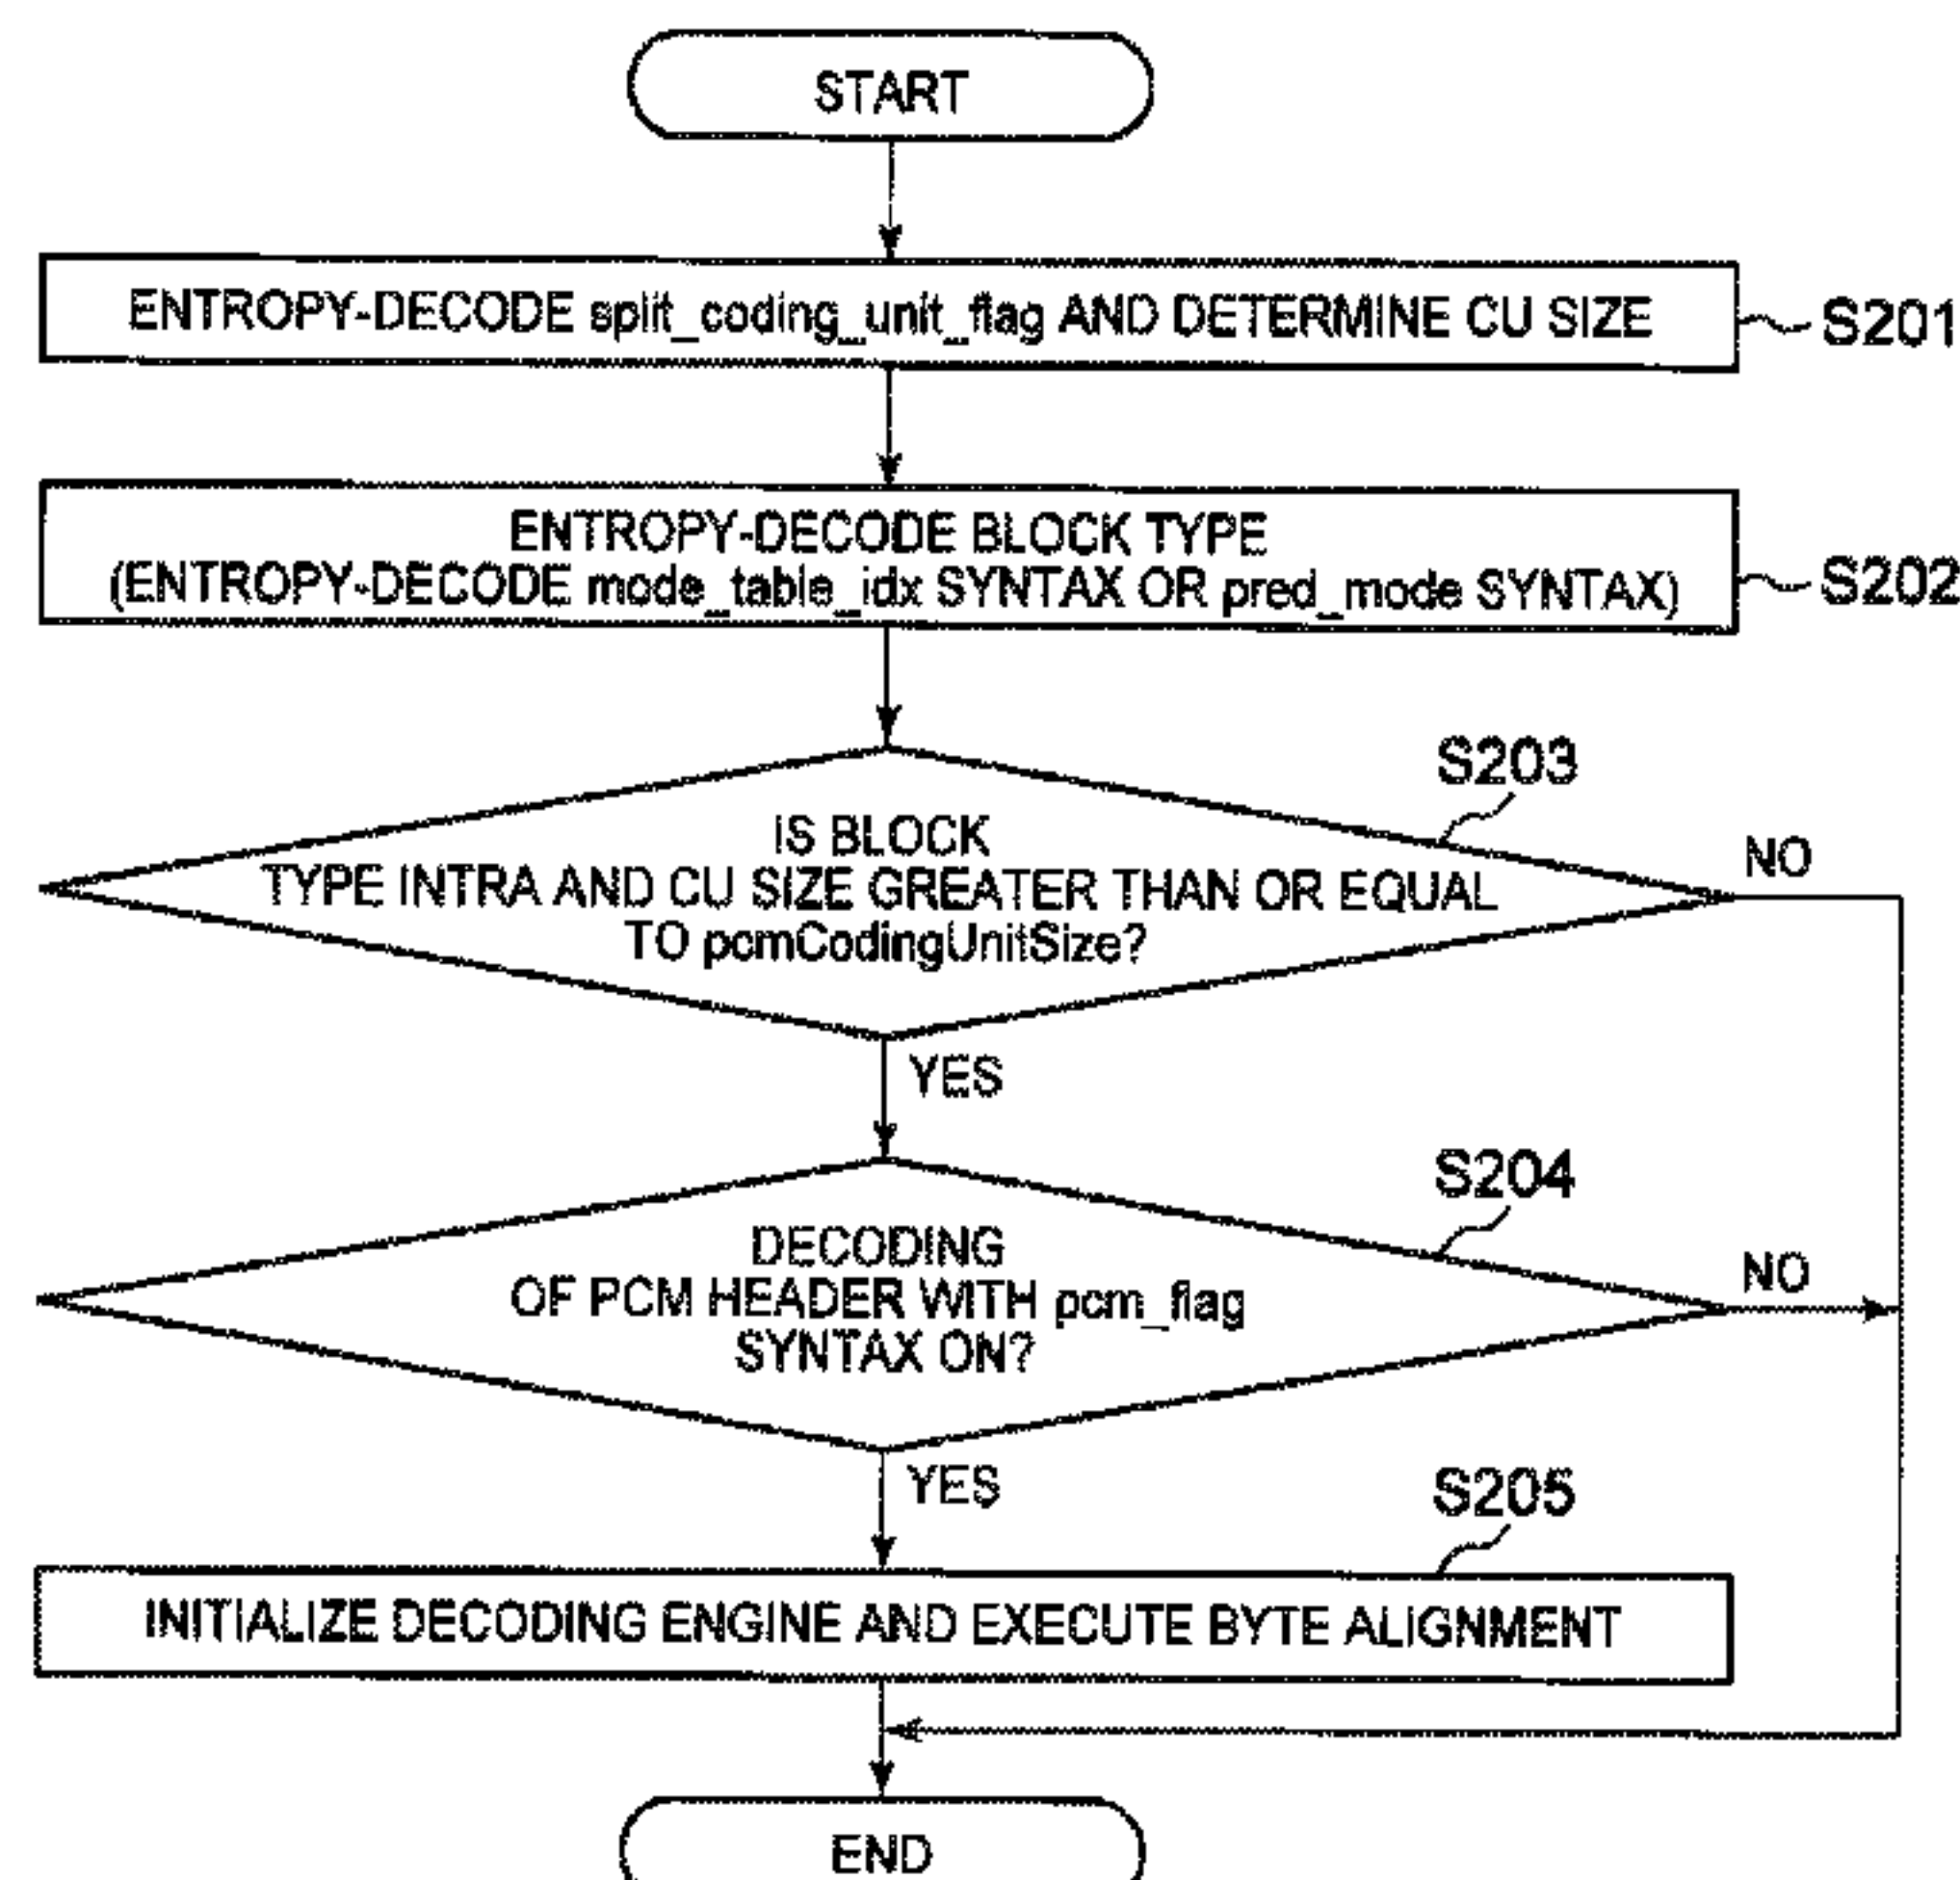 START
ENTROPY-DECODE split_coding_unit_flag AND DETERMINE CU SIZE
S201
ENTROPY-DECODE BLOCK TYPE
(ENTROPY-DECODE mode_table_idx SYNTAX OR pred_mode SYNTAX)
S202
S203
IS BLOCK
TYPE INTRA AND CU SIZE GREATER THAN OR EQUAL
TO pcmCodingUnitSize?
NO
YES
S204
DECODING
OF PCM HEADER WITH pcm_flag
SYNTAX ON?
NO
YES
S205
INITIALIZE DECODING ENGINE AND EXECUTE BYTE ALIGNMENT
END